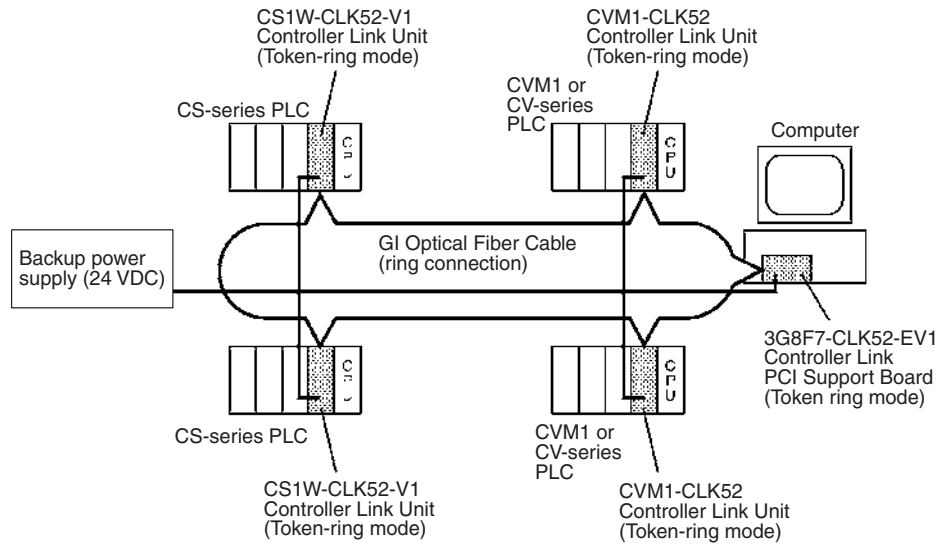 CS1W-CLK52-V1
Controller Link Unit
(Token-ring mode)
CVM1-CLK52
Controller Link Unit
(Token-ring mode)
CS-series PLC
CVM1 or
CV-series
PLC
C
P
U
Computer
Backup power
supply (24 VDC)
GI Optical Fiber Cable
(ring connection)
3G8F7-CLK52-EV1
Controller Link
PCI Support Board
(Token ring mode)
C
P
U
CS-series PLC
CVM1 or
CV-series
PLC
CS1W-CLK52-V1
Controller Link Unit
(Token-ring mode)
CVM1-CLK52
Controller Link Unit
(Token-ring mode)